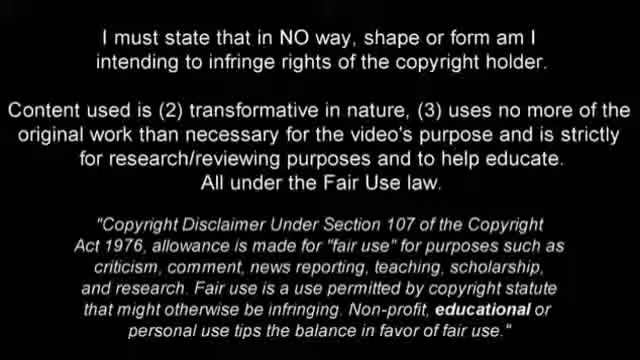 I must state that in NO way, shape or form am I
intending to infringe rights of the copyright holder.
Content used is (2) transformative in nature, (3) uses no more of the
original work than necessary for the video's purpose and is strictly
for research/reviewing purposes and to help educate.
All under the Fair Use law.
"Copyright Disclaimer Under Section 107 of the Copyright
Act 1976, allowance is made for "fair use" for purposes such as
criticism, comment, news reporting, teaching, scholarship,
and research. Fair use is a use permitted by copyright statute
that might otherwise be infringing. Non-profit, educational or
personal use tips the balance in favor of fair use."